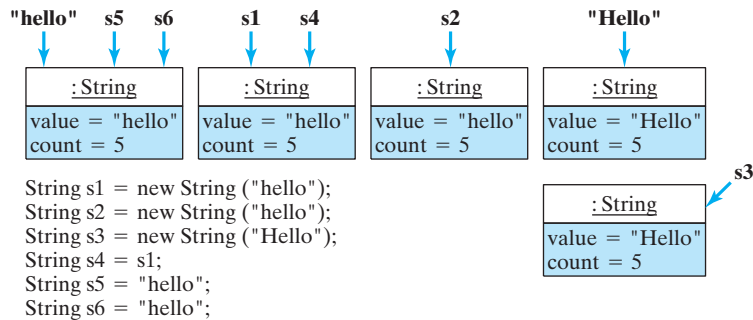 "hello" s5 s6 s1 s4 s2 "Hello"
: String : String : String : String
value = "hello" value = "hello" value = "hello" value = "Hello"
count = 5 count = 5 count = 5 count = 5
s3
: String
value = "Hello"
count = 5
String s1 = new String ("hello");
String s2 = new String ("hello");
String s3 = new String ("Hello");
String s4 = s1;
String s5 = "hello";
String s6 = "hello";